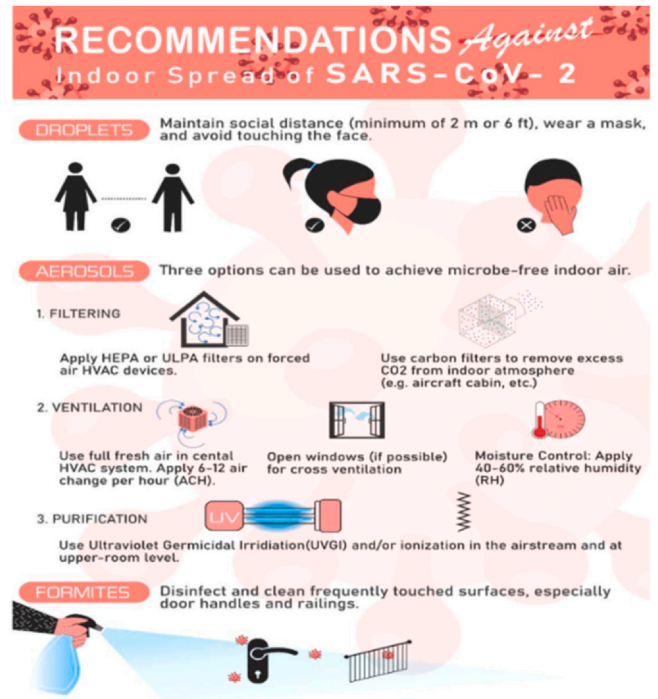 RECOMMENDATIONS Against
Indoor Spread of SARS-CoV- 2
DROPLETS
Maintain social distance (minimum of 2 m or 6 ft), wear a mask,
and avoid touching the face.
AEROSOLS
Three options can be used to achieve microbe-free indoor air.
1. FILTERING
Apply HEPA or ULPA filters on forced
air HVAC devices.
Use carbon filters to remove excess
CO2 from indoor atmosphere
(e.g. aircraft cabin, etc.)
2. VENTILATION
Use full fresh air in cental
HVAC system. Apply 6-12 air
change per hour (ACH).
Open windows (if possible)
for cross ventilation
Moisture Control: Apply
40-60% relative humidity
(RH)
3. PURIFICATION
UV
Use Ultraviolet Germicidal Irridiation(UVGI) and/or ionization in the airstream and at
upper-room level.
FORMITES
Disinfect and clean frequently touched surfaces, especially
door handles and railings.